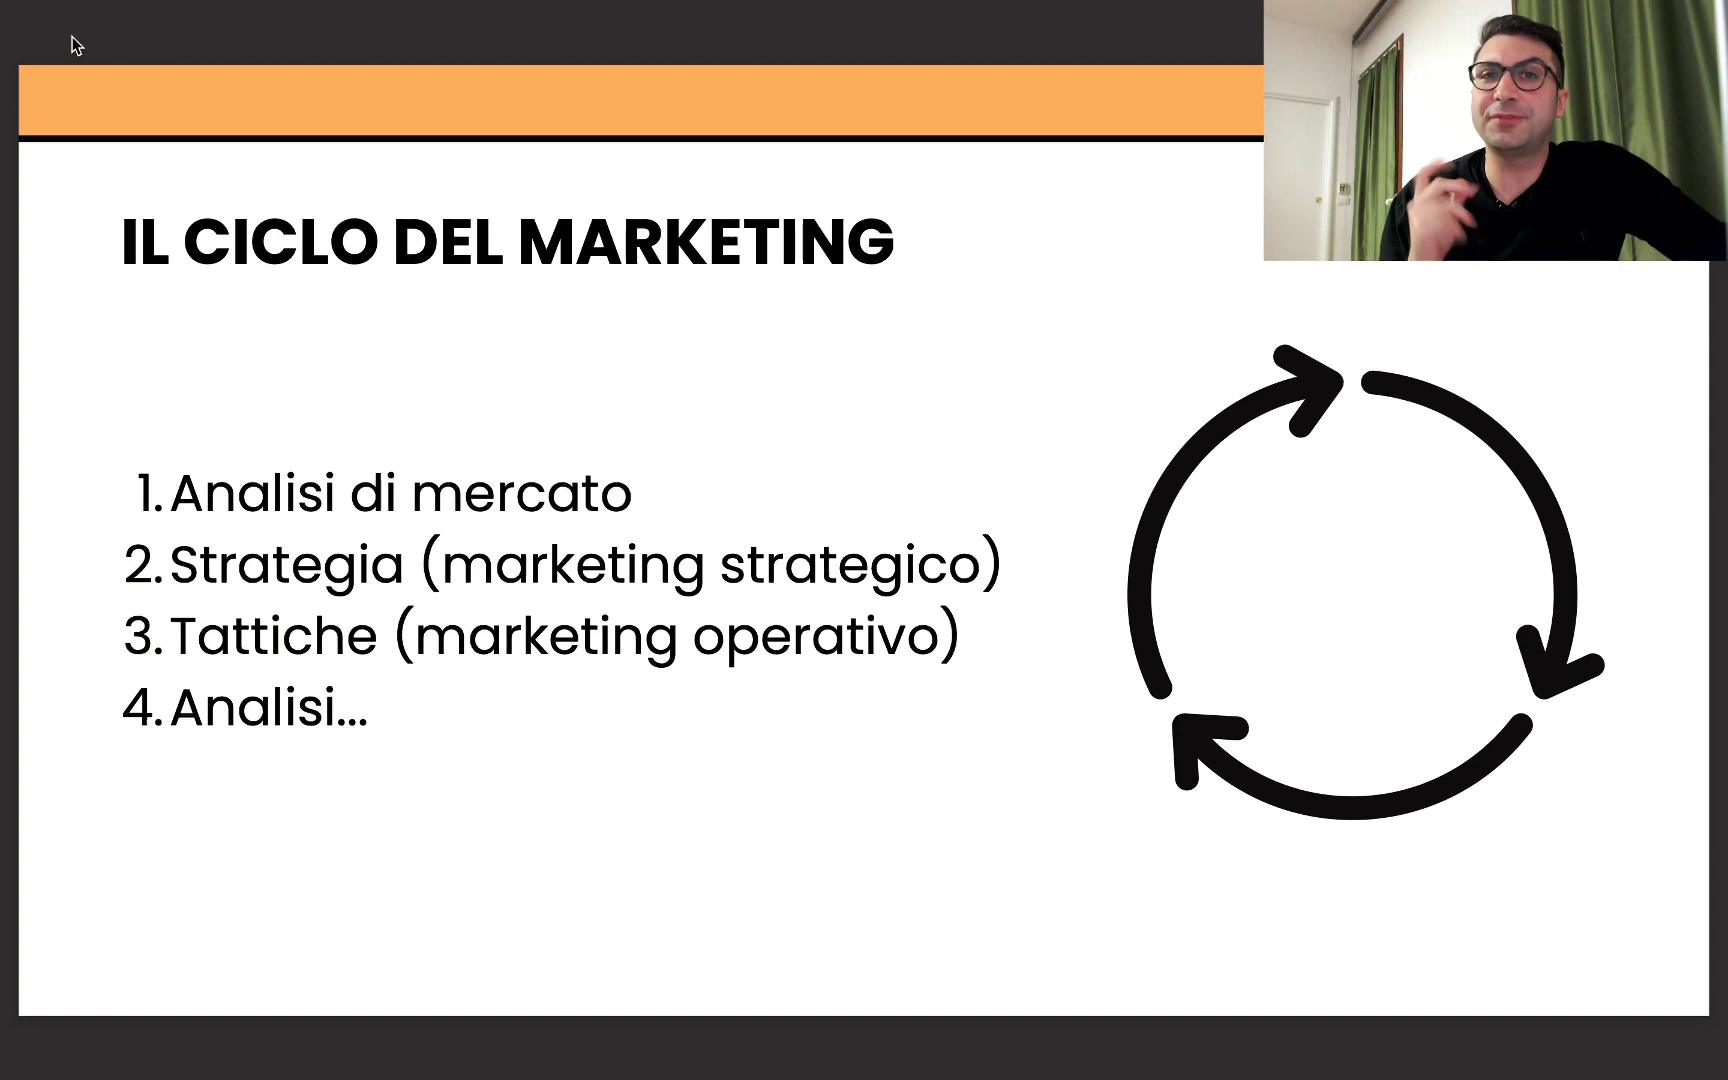 IL CICLO DEL MARKETING
1. Analisi di mercato
2. Strategia (marketing strategico)
3. Tattiche (marketing operativo)
4. Analisi...